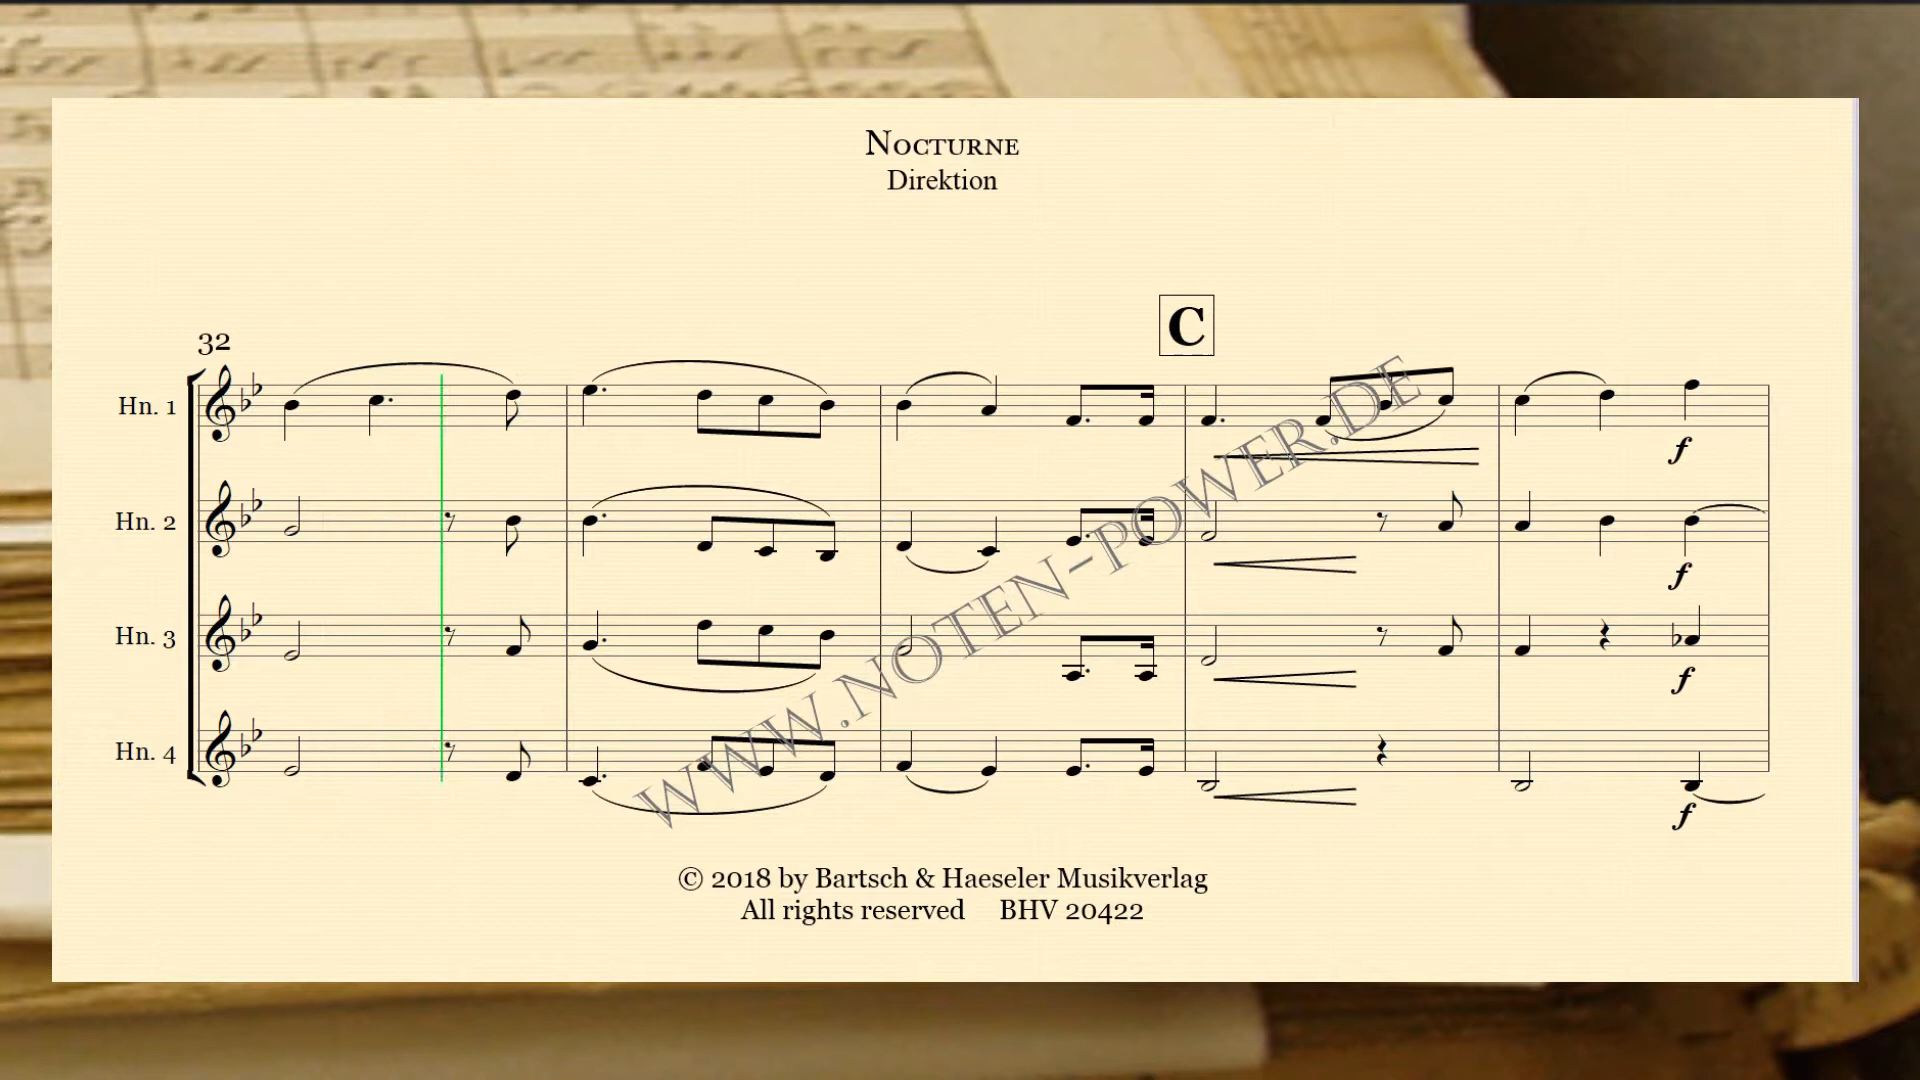 NOCTURNE
Direktion
C
32
Hn. 1
Hn. 2
Hn. 3
Hn. 4
f
f
f
f
WWW.NOTEN-POWER.DE
© 2018 by Bartsch & Haeseler Musikverlag
All rights reserved BHV 20422